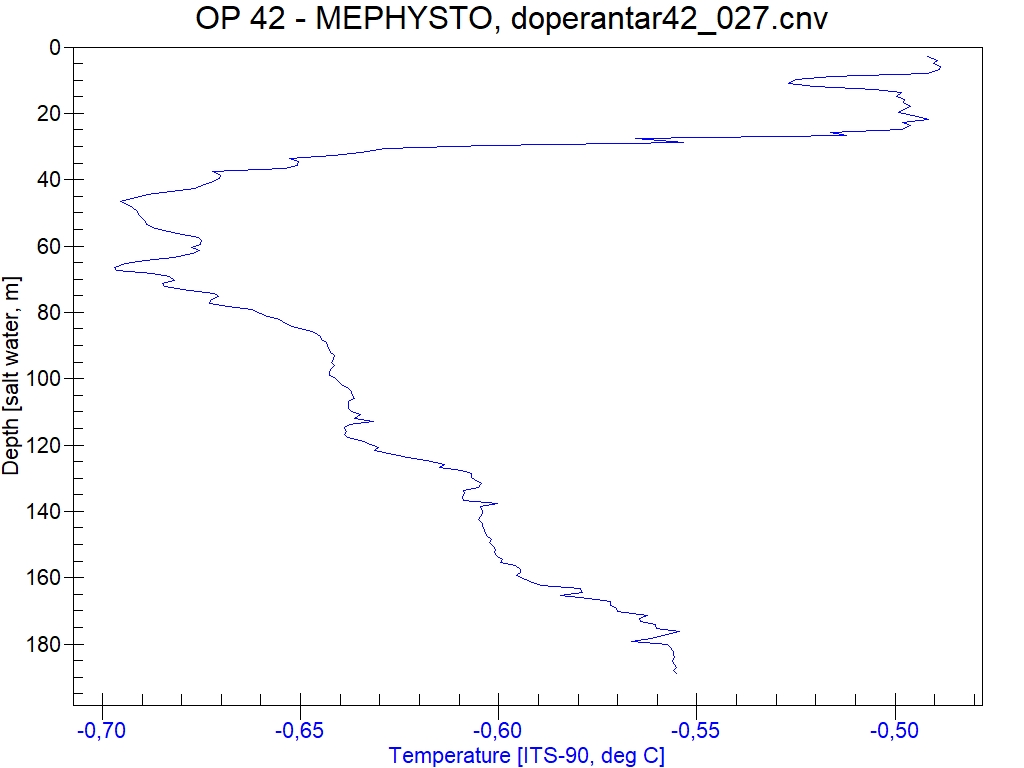 OP 42 - MEPHYSTO, doperantar42_027.cnv
0
20
40
60
80
100
120
140
160
180
Depth [salt water, m]
-0,70 -0,65 -0,60 -0,55 -0,50
Temperature [ITS-90, deg C]